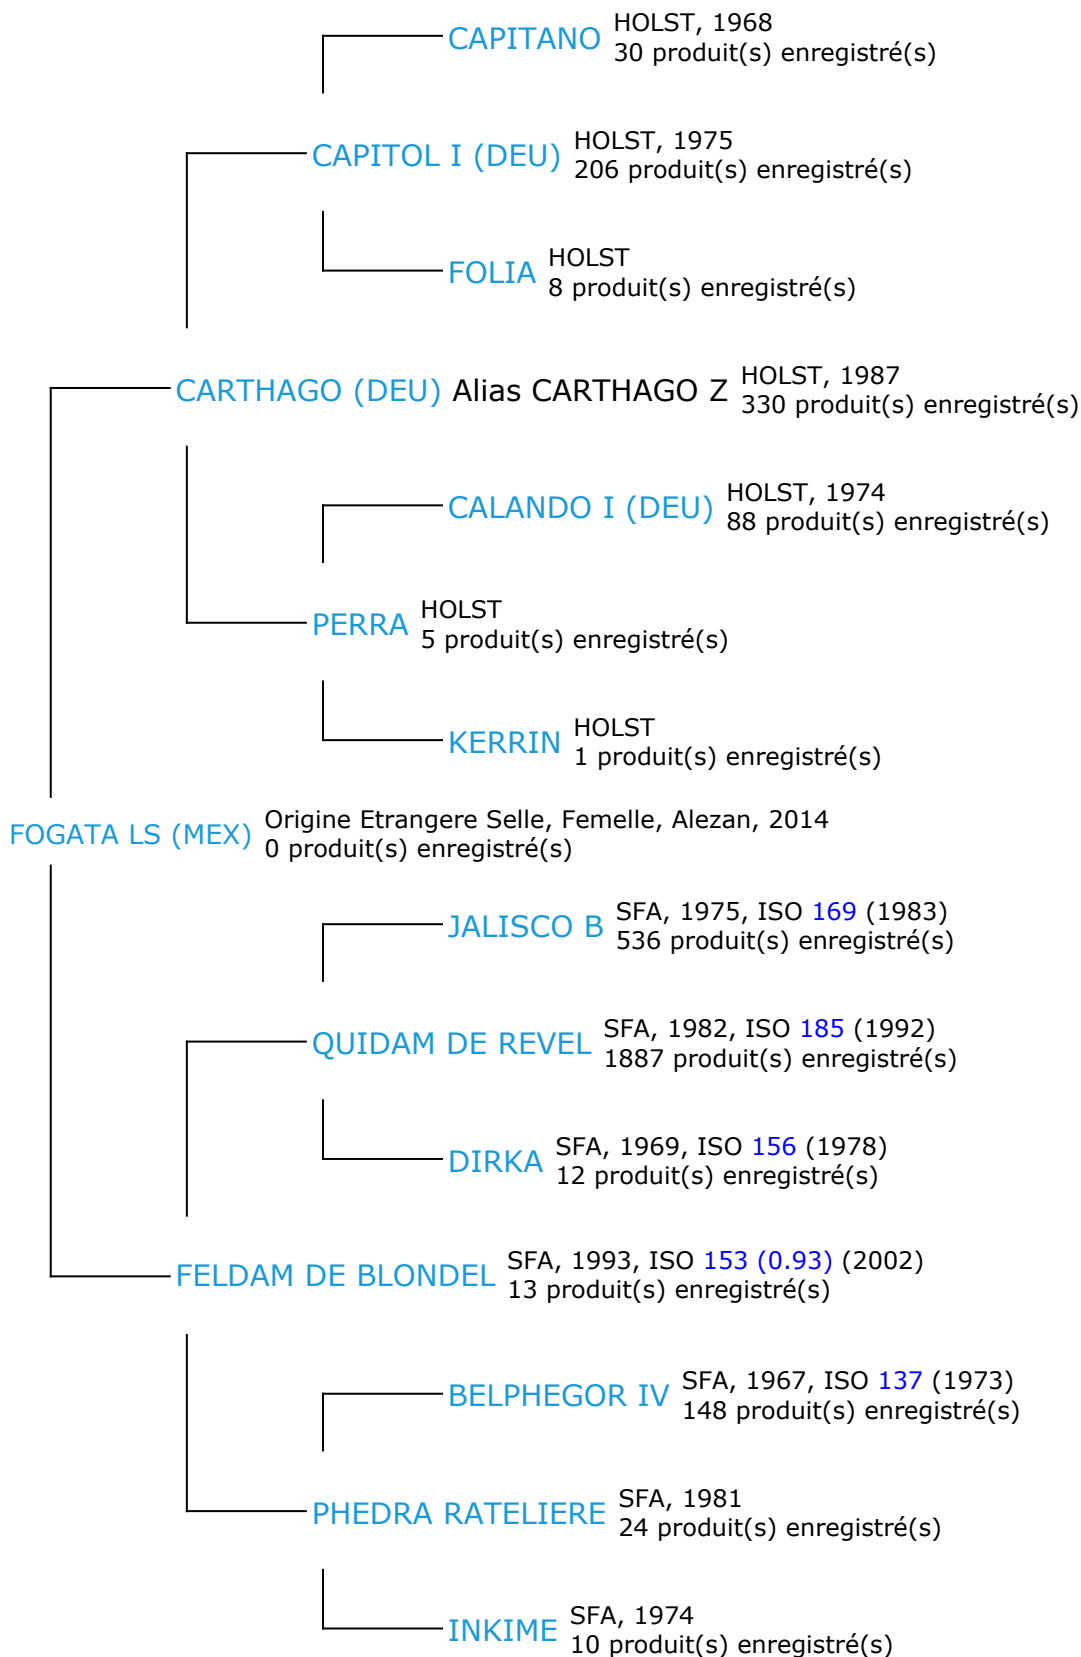 CAPITANO HOLST, 1968
30 produit(s) enregistré(s)
CAPITOL I (DEU) HOLST, 1975
206 produit(s) enregistré(s)
FOLIA HOLST
8 produit(s) enregistré(s)
CARTHAGO (DEU) Alias CARTHAGO Z HOLST, 1987
330 produit(s) enregistré(s)
CALANDO I (DEU) HOLST, 1974
88 produit(s) enregistré(s)
PERRA HOLST
5 produit(s) enregistré(s)
KERRIN HOLST
1 produit(s) enregistré(s)
FOGATA LS (MEX) Origine Etrangere Selle, Femelle, Alezan, 2014
0 produit(s) enregistré(s)
JALISCO B SFA, 1975, ISO 169 (1983)
536 produit(s) enregistré(s)
QUIDAM DE REVEL SFA, 1982, ISO 185 (1992)
1887 produit(s) enregistré(s)
DIRKA SFA, 1969, ISO 156 (1978)
12 produit(s) enregistré(s)
FELDAM DE BLONDEL SFA, 1993, ISO 153 (0.93) (2002)
13 produit(s) enregistré(s)
BELPHEGOR IV SFA, 1967, ISO 137 (1973)
148 produit(s) enregistré(s)
PHEDRA RATELIERE SFA, 1981
24 produit(s) enregistré(s)
INKIME SFA, 1974
10 produit(s) enregistré(s)